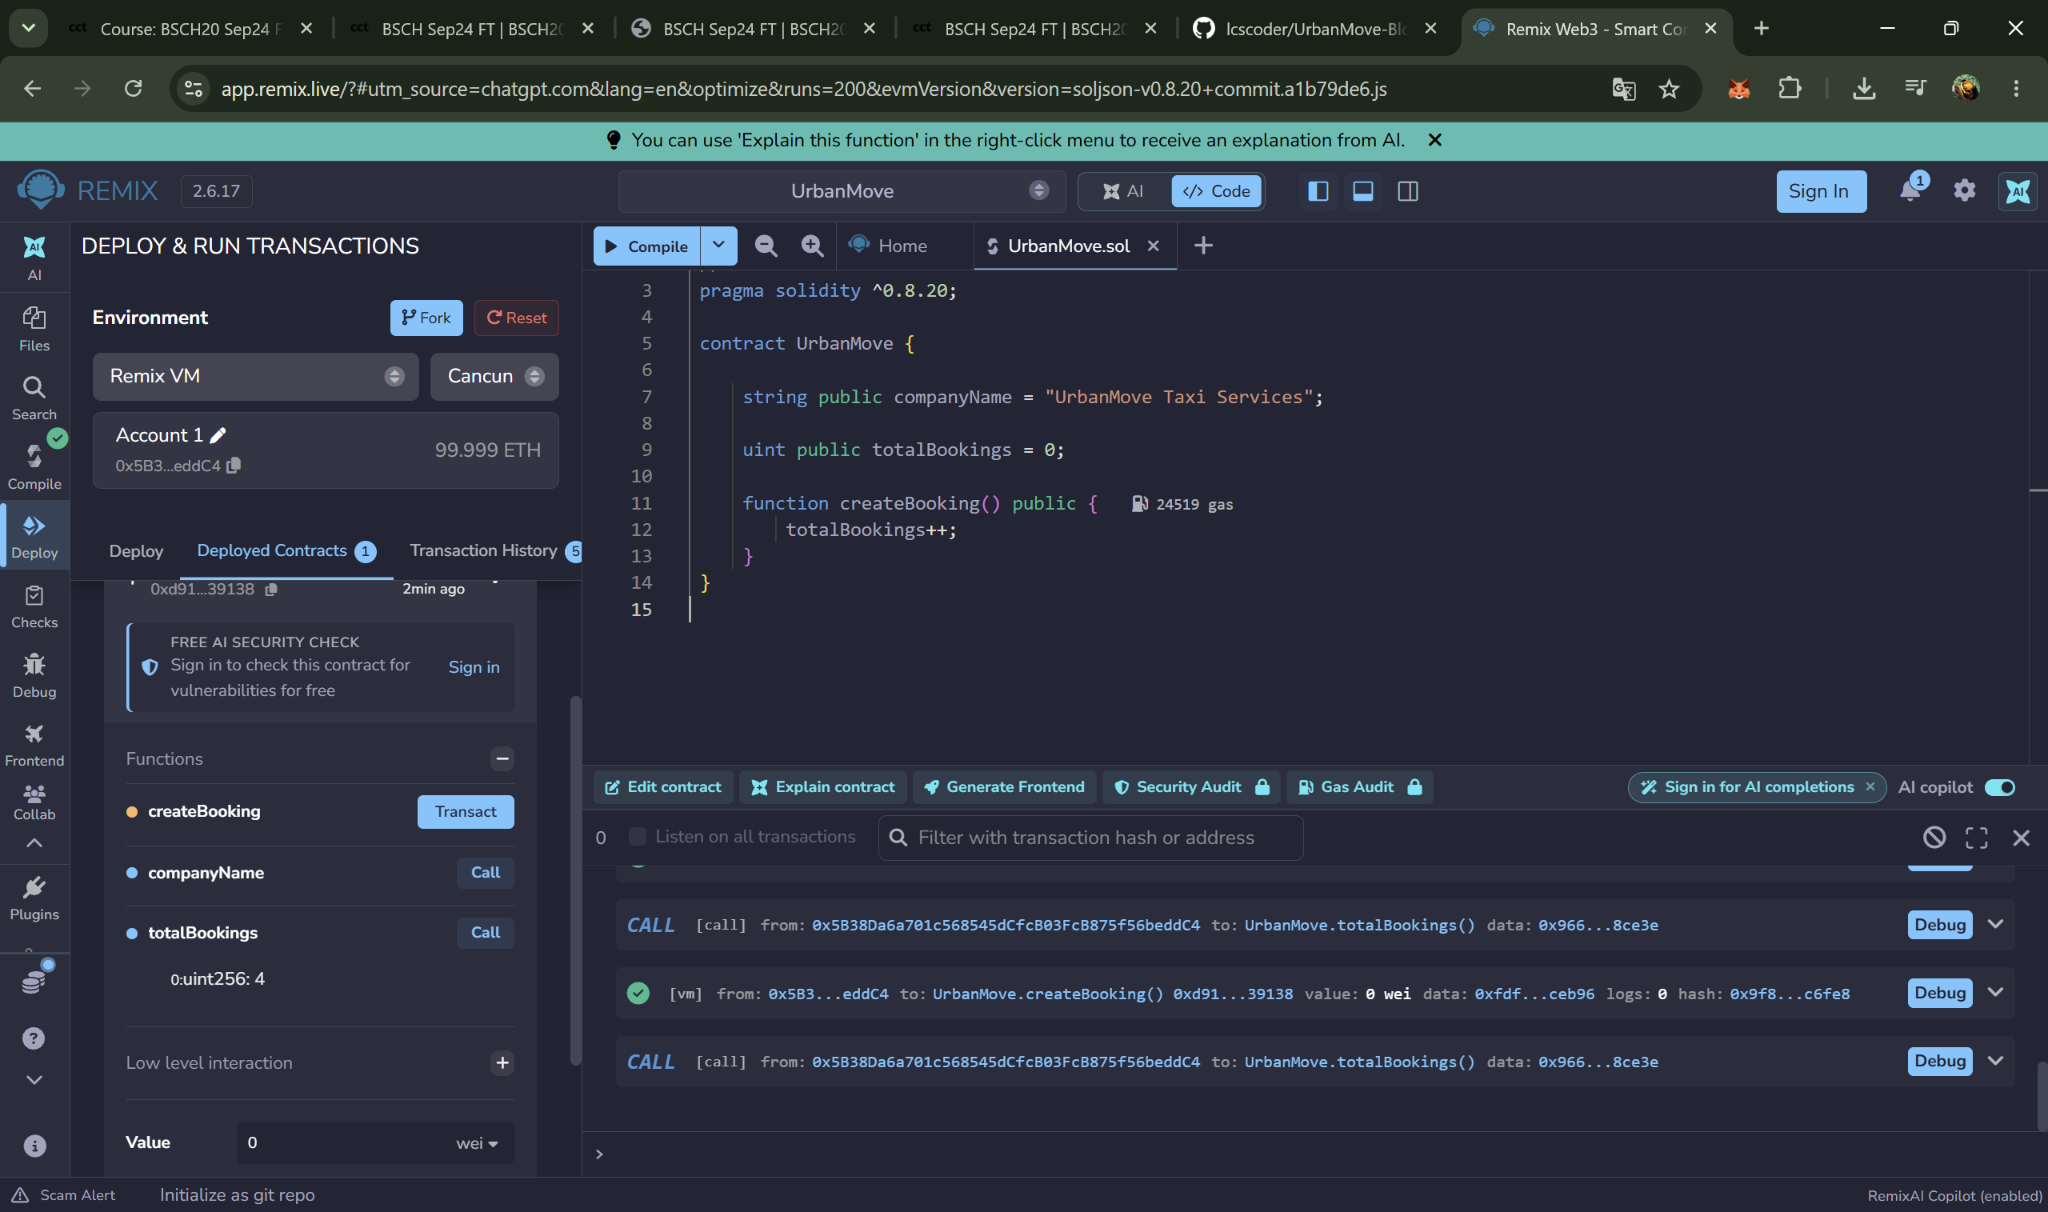 Course: BSCH20 Sep24 F
BSCH Sep24 FT | BSCH20
BSCH Sep24 FT | BSCH20
BSCH Sep24 FT | BSCH20
lcscoder/UrbanMove-Blo
Remix Web3 - Smart Con
app.remix.live/?#utm_source=chatgpt.com&lang=en&optimize&runs=200&evmVersion&version=soljson-v0.8.20+commit.a1b79de6.js
You can use 'Explain this function' in the right-click menu to receive an explanation from AI.
REMIX
2.6.17
UrbanMove
AI
</> Code
Sign In
1
AI
AI
Files
Search
Compile
Deploy
Checks
Debug
Frontend
Collab
Plugins
DEPLOY & RUN TRANSACTIONS
Environment
Fork
Reset
Remix VM
Cancun
Account 1
0x5B3...eddC4
99.999 ETH
Deploy
Deployed Contracts 1
Transaction History 5
0xd91...39138
2min ago
FREE AI SECURITY CHECK
Sign in to check this contract for
vulnerabilities for free
Sign in
Functions
createBooking
Transact
companyName
Call
totalBookings
Call
0:uint256: 4
Low level interaction
Value
0
wei
Compile
Home
UrbanMove.sol
3 pragma solidity ^0.8.20;
4
5 contract UrbanMove {
6
7 string public companyName = "UrbanMove Taxi Services";
8
9 uint public totalBookings = 0;
10
11 function createBooking() public { 24519 gas
12 totalBookings++;
13 }
14 }
15
Edit contract
Explain contract
Generate Frontend
Security Audit
Gas Audit
Sign in for AI completions ×
AI copilot
0
Listen on all transactions
Filter with transaction hash or address
CALL [call] from: 0x5B38Da6a701c568545dCfcB03FcB875f56beddC4 to: UrbanMove.totalBookings() data: 0x966...8ce3e
Debug
[vm] from: 0x5B3...eddC4 to: UrbanMove.createBooking() 0xd91...39138 value: 0 wei data: 0xfdf...ceb96 logs: 0 hash: 0x9f8...c6fe8
Debug
CALL [call] from: 0x5B38Da6a701c568545dCfcB03FcB875f56beddC4 to: UrbanMove.totalBookings() data: 0x966...8ce3e
Debug
>
Scam Alert
Initialize as git repo
RemixAI Copilot (enabled)